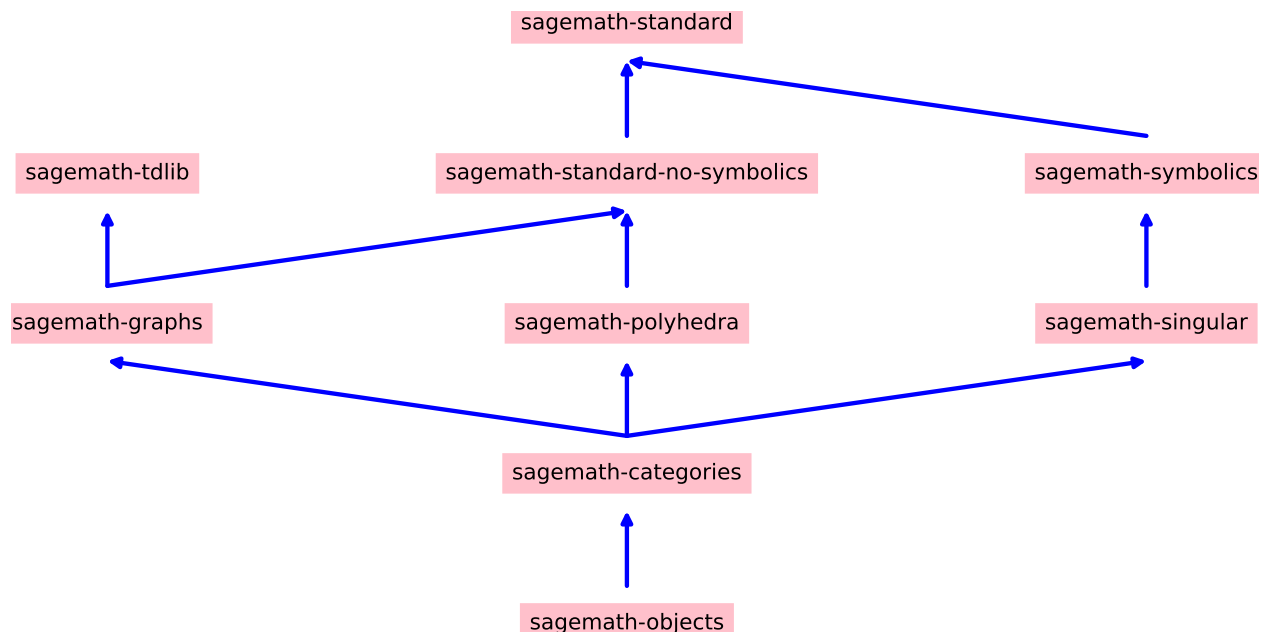 sagemath-standard
sagemath-tdlib
sagemath-standard-no-symbolics
sagemath-symbolics
sagemath-graphs
sagemath-polyhedra
sagemath-singular
sagemath-categories
sagemath-objects